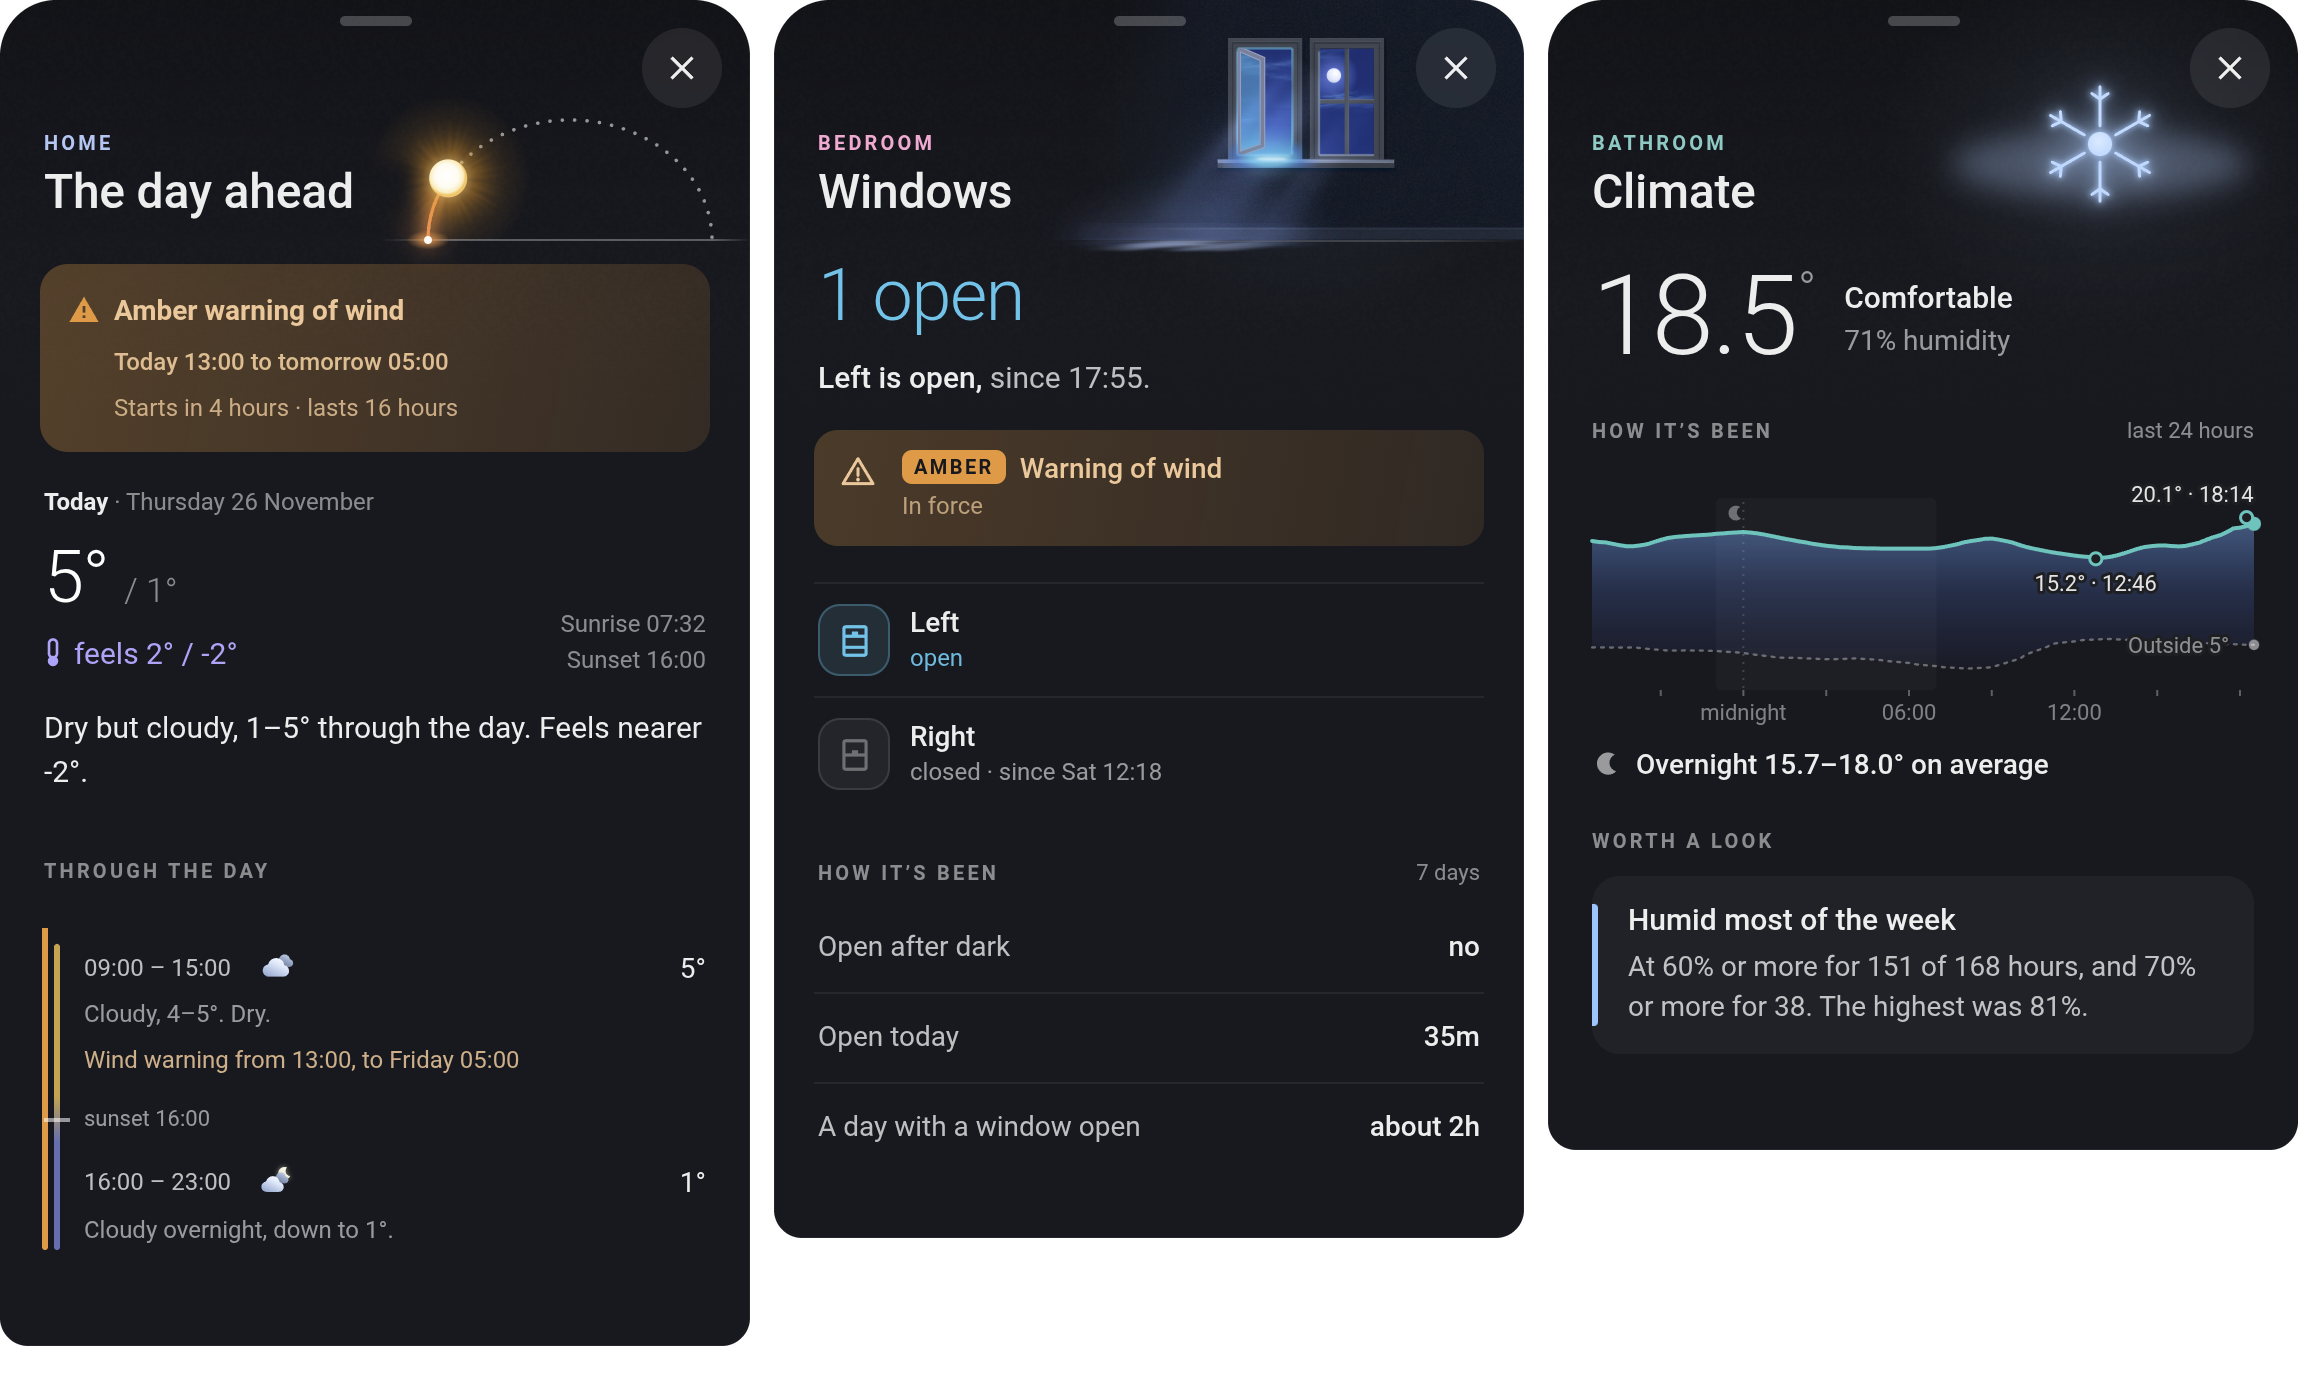 HOME
The day ahead
Amber warning of wind
Today 13:00 to tomorrow 05:00
Starts in 4 hours · lasts 16 hours
Today · Thursday 26 November
5° / 1°
feels 2° / -2°
Sunrise 07:32
Sunset 16:00
Dry but cloudy, 1–5° through the day. Feels nearer
-2°.
THROUGH THE DAY
09:00 – 15:00 5°
Cloudy, 4–5°. Dry.
Wind warning from 13:00, to Friday 05:00
sunset 16:00
16:00 – 23:00 1°
Cloudy overnight, down to 1°.
BEDROOM
Windows
1 open
Left is open, since 17:55.
AMBER Warning of wind
In force
Left
open
Right
closed · since Sat 12:18
HOW IT’S BEEN 7 days
Open after dark no
Open today 35m
A day with a window open about 2h
BATHROOM
Climate
18.5°
Comfortable
71% humidity
HOW IT’S BEEN last 24 hours
20.1° · 18:14
15.2° · 12:46
Outside 5°
midnight 06:00 12:00
Overnight 15.7–18.0° on average
WORTH A LOOK
Humid most of the week
At 60% or more for 151 of 168 hours, and 70%
or more for 38. The highest was 81%.